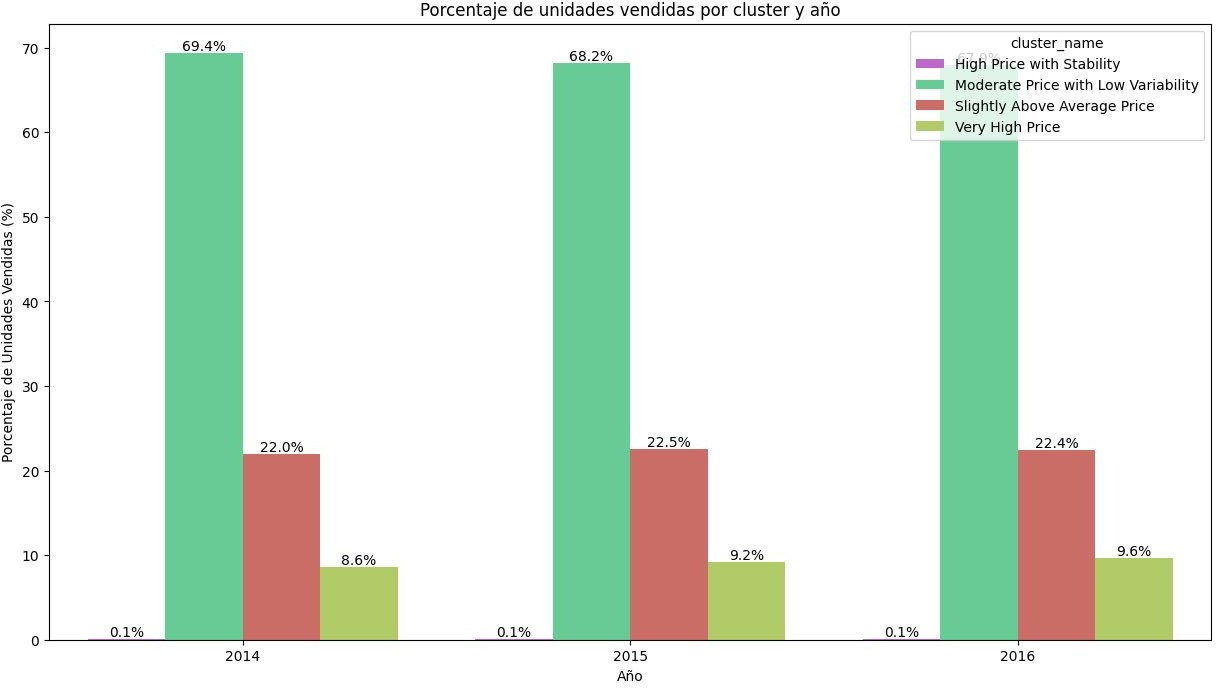 Porcentaje de unidades vendidas por cluster y año
cluster_name
High Price with Stability
Moderate Price with Low Variability
Slightly Above Average Price
Very High Price
Porcentaje de Unidades Vendidas (%)
70
60
50
40
30
20
10
0
69.4%
68.2%
22.0%
22.5%
22.4%
8.6%
9.2%
9.6%
0.1%
0.1%
0.1%
2014
2015
2016
Año